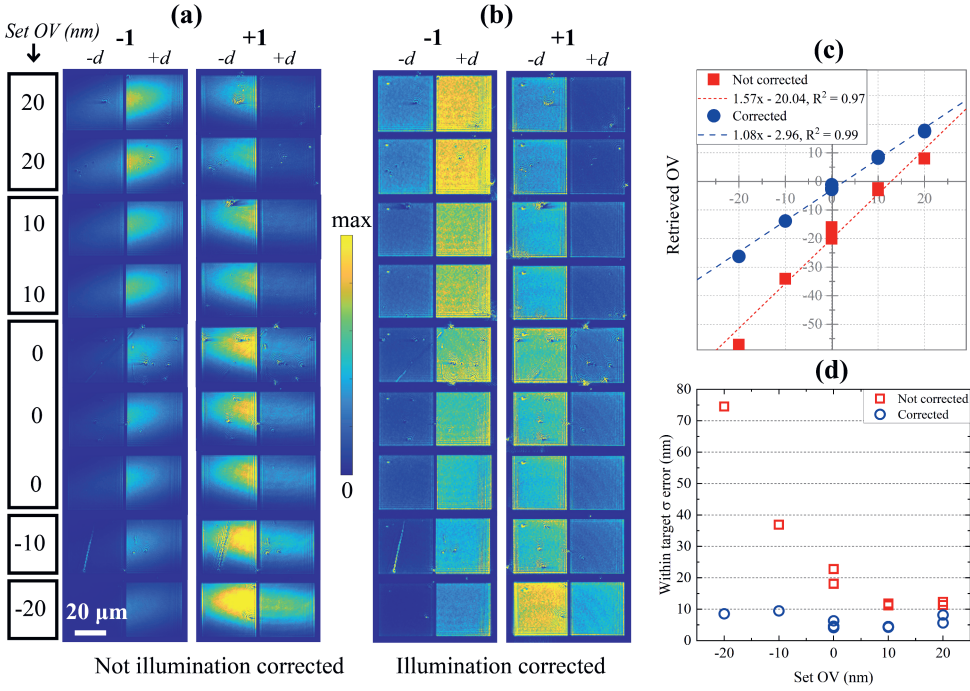 (a)
Set OV (nm)
-1
+1
-d
+d
-d
+d
20
20
10
10
0
0
0
-10
-20
20 μm
Not illumination corrected
max
0
(b)
-1
+1
-d
+d
-d
+d
Illumination corrected
(c)
Retrieved OV
Not corrected
1.57x - 20.04, R² = 0.97
Corrected
1.08x - 2.96, R² = 0.99
10
0
-10
-20
-30
-40
-50
-20
-10
0
10
20
(d)
Within target σ error (nm)
80
70
60
50
40
30
20
10
0
Not corrected
Corrected
-20
-10
0
10
20
Set OV (nm)